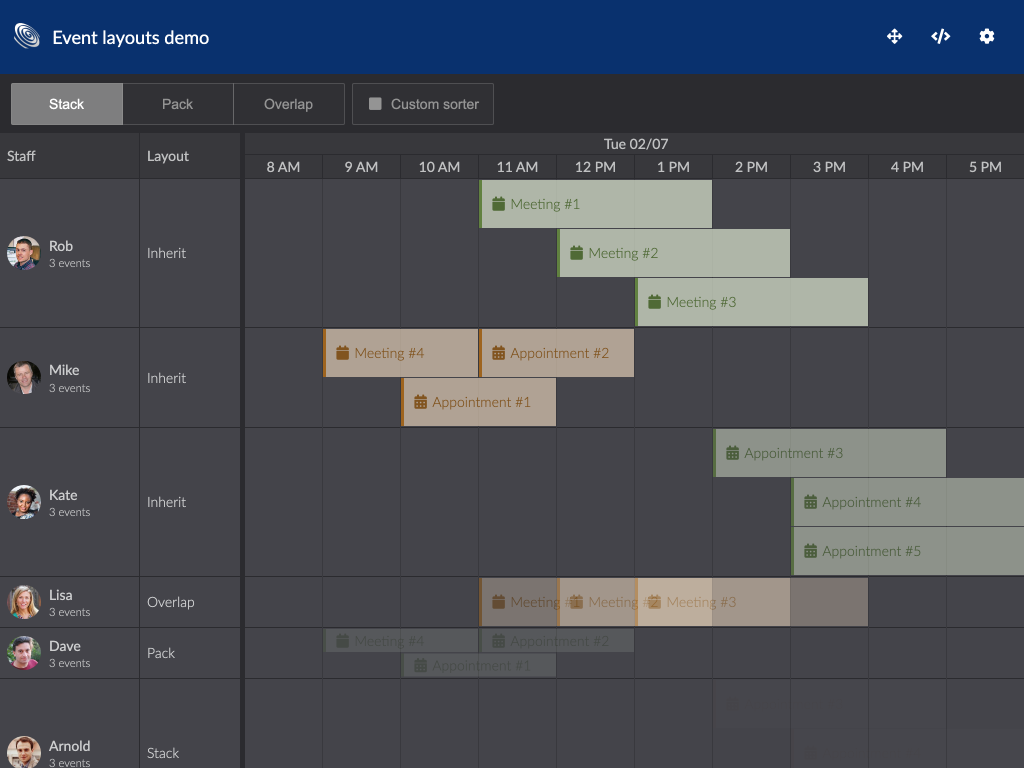 Event layouts demo
Stack Pack Overlap Custom sorter
Staff Layout Tue 02/07
8 AM 9 AM 10 AM 11 AM 12 PM 1 PM 2 PM 3 PM 4 PM 5 PM
Rob
3 events
Inherit
Meeting #1
Meeting #2
Meeting #3
Mike
3 events
Inherit
Meeting #4 Appointment #2
Appointment #1
Kate
3 events
Inherit
Appointment #3
Appointment #4
Appointment #5
Lisa
3 events
Overlap
Meeting #1 Meeting #2 Meeting #3
Dave
3 events
Pack
Meeting #4 Appointment #2
Appointment #1
Arnold
3 events
Stack